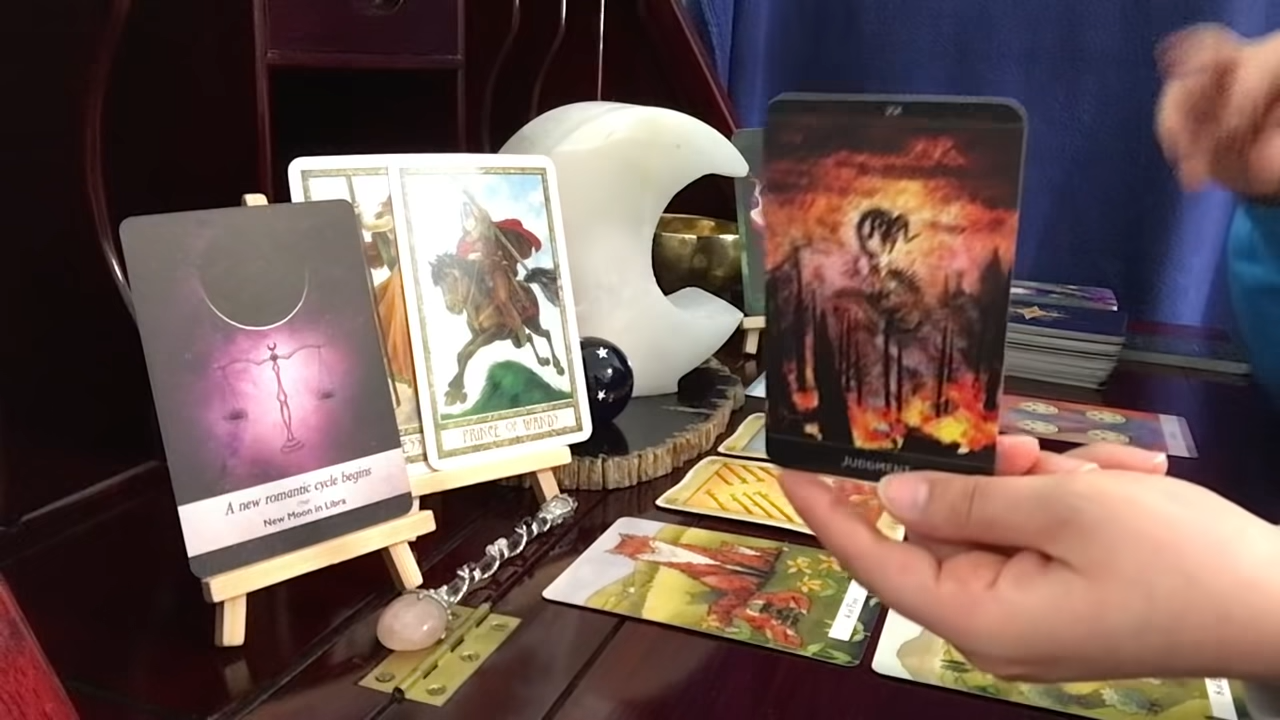 A new romantic cycle begins
New Moon in Libra
PRINCE OF WANDS
JUDGMENT